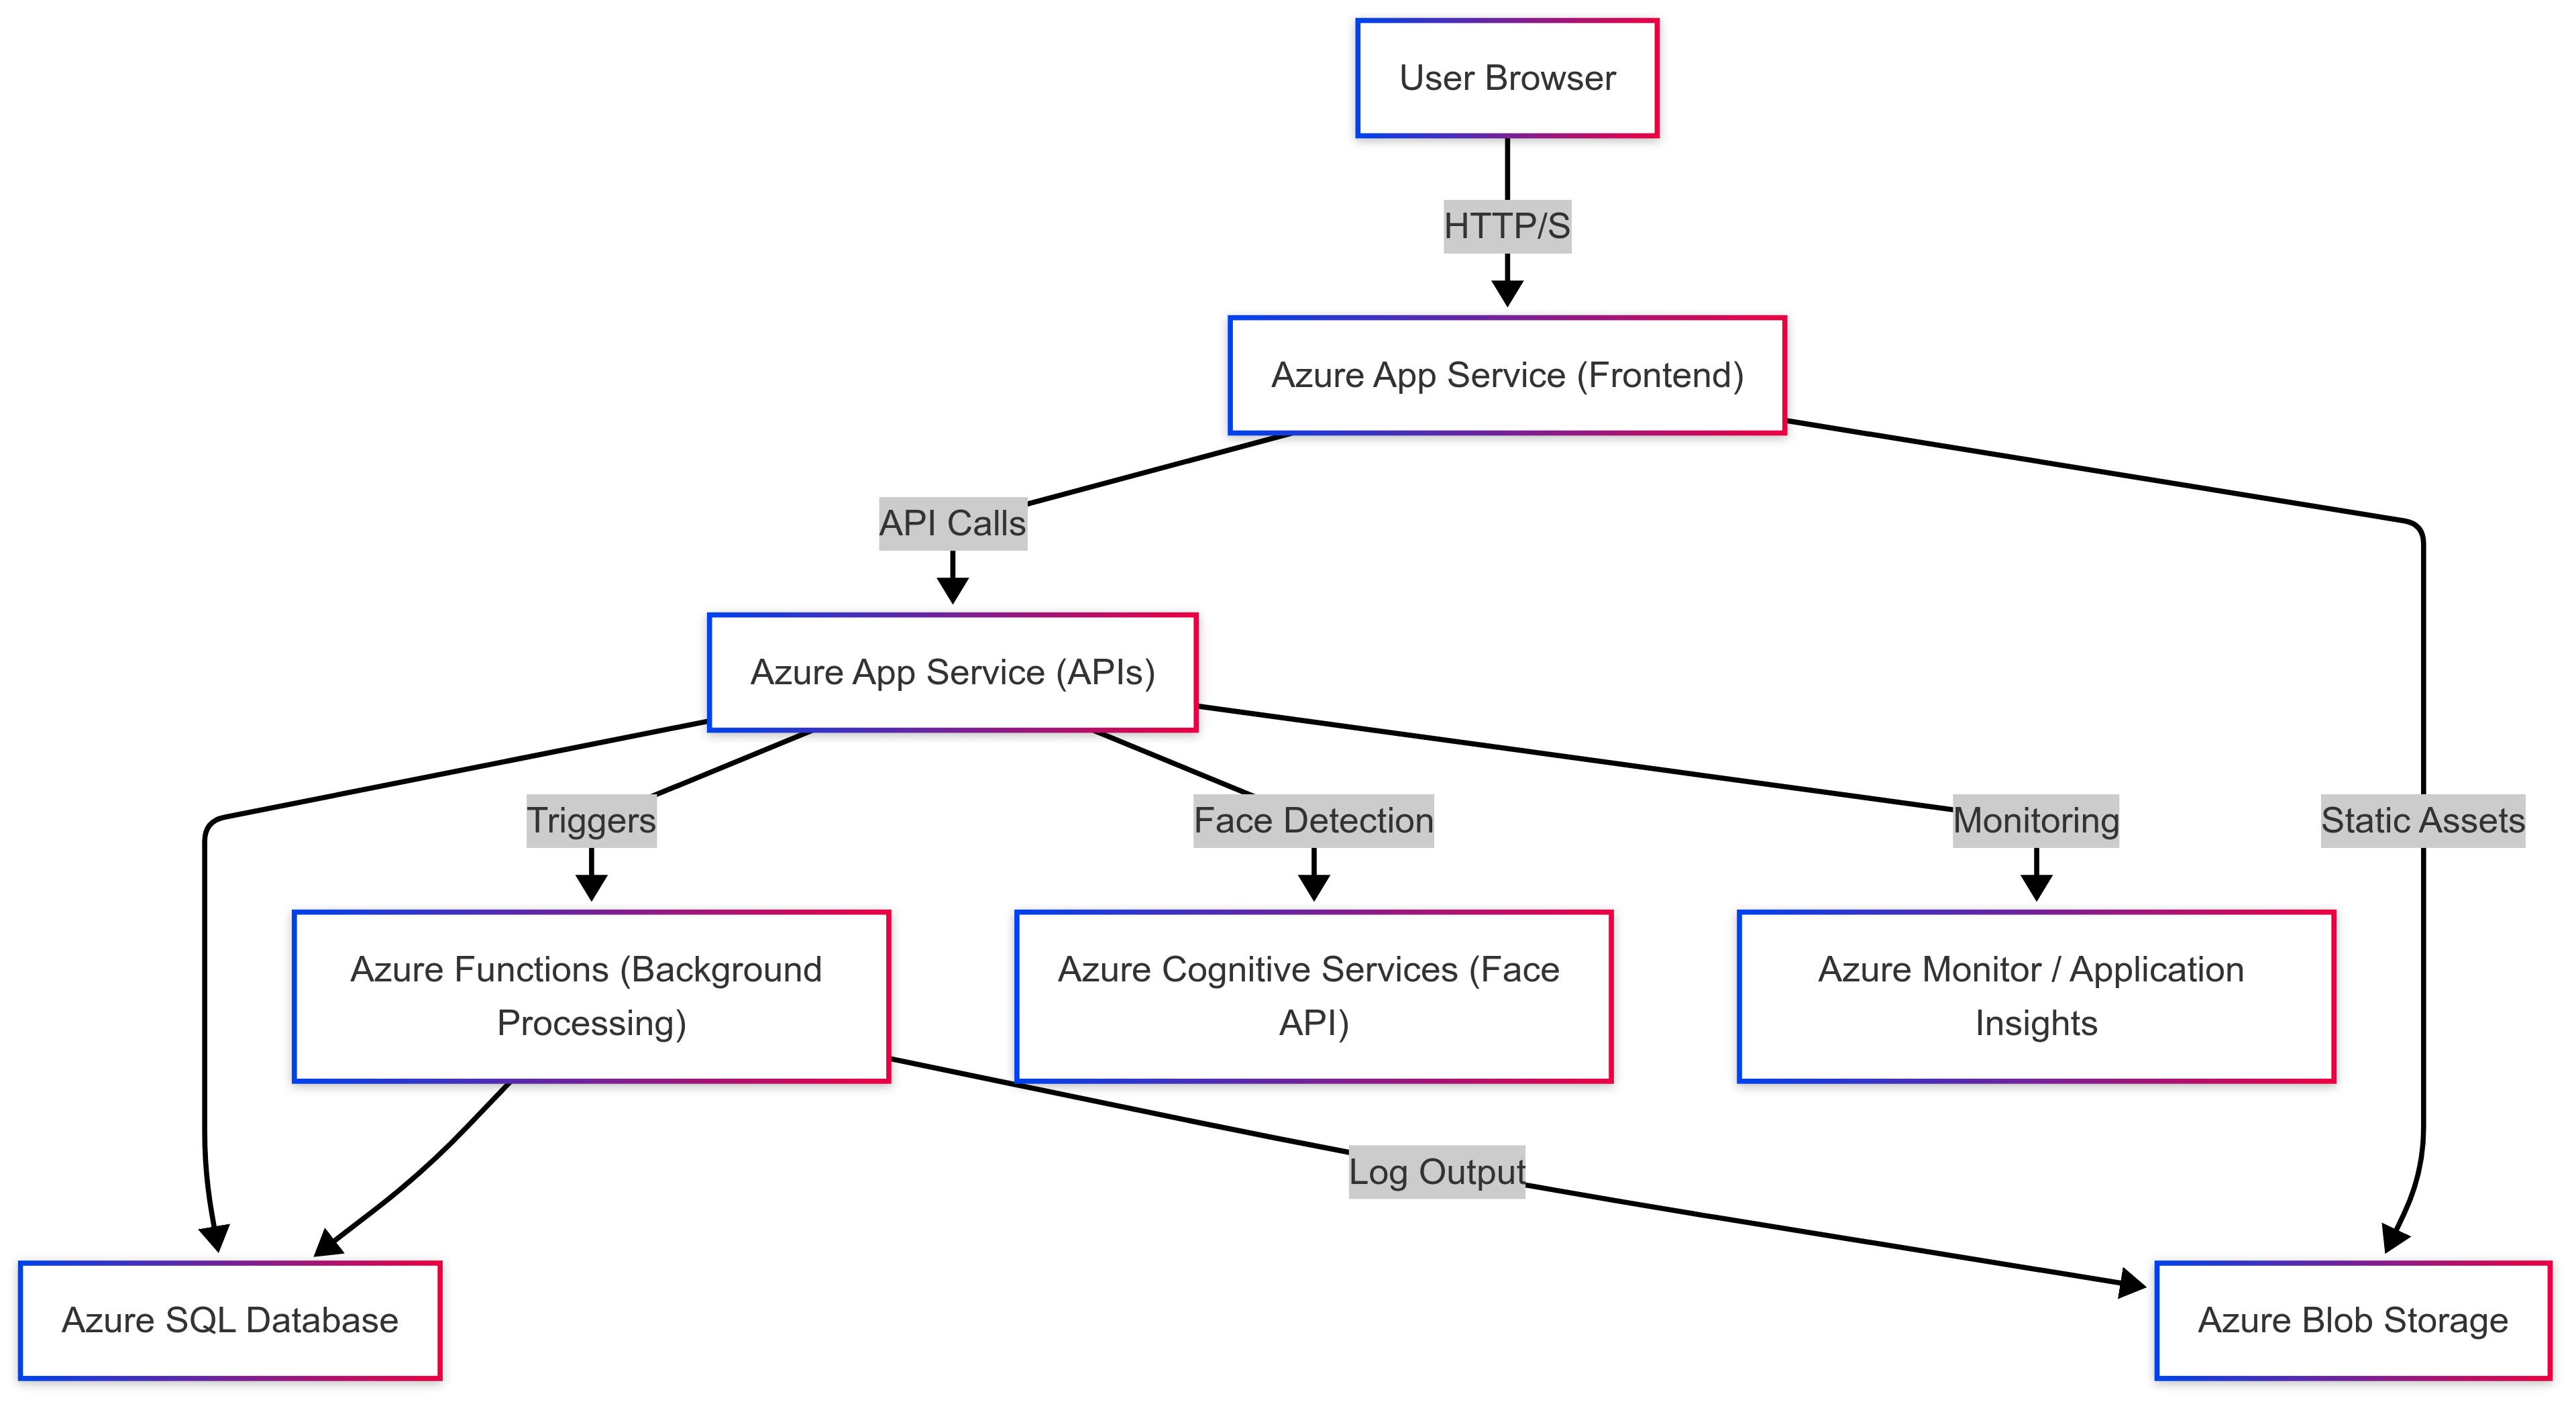 User Browser
HTTP/S
Azure App Service (Frontend)
API Calls
Azure App Service (APIs)
Triggers
Face Detection
Monitoring
Static Assets
Azure Functions (Background
Processing)
Azure Cognitive Services (Face
API)
Azure Monitor / Application
Insights
Log Output
Azure SQL Database
Azure Blob Storage